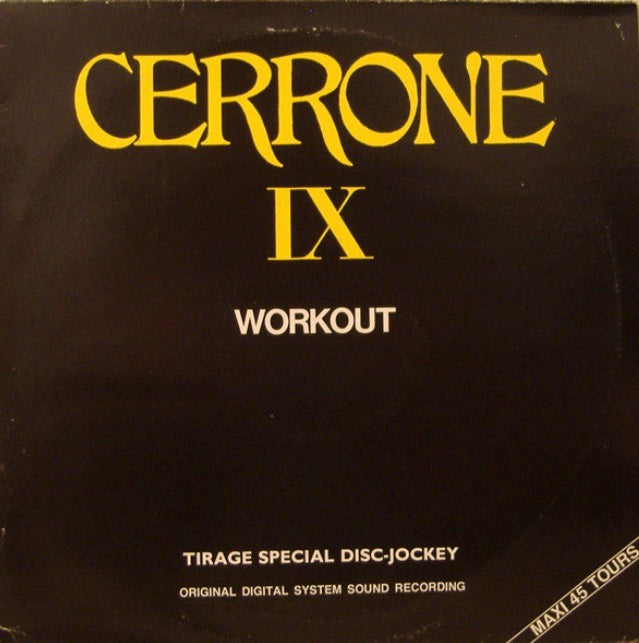 CERRONE
IX
WORKOUT
TIRAGE SPECIAL DISC-JOCKEY
ORIGINAL DIGITAL SYSTEM SOUND RECORDING
MAXI 45 TOURS